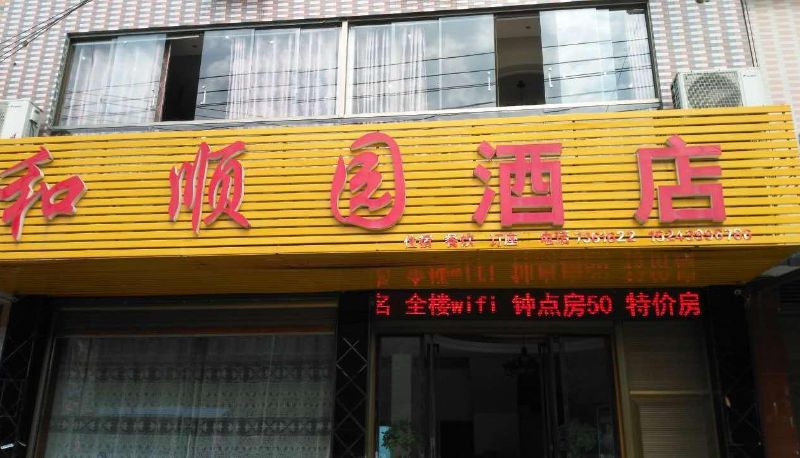 和顺园酒店
住宿 餐饮 订座 电话
名 全楼wifi 钟点房50 特价房